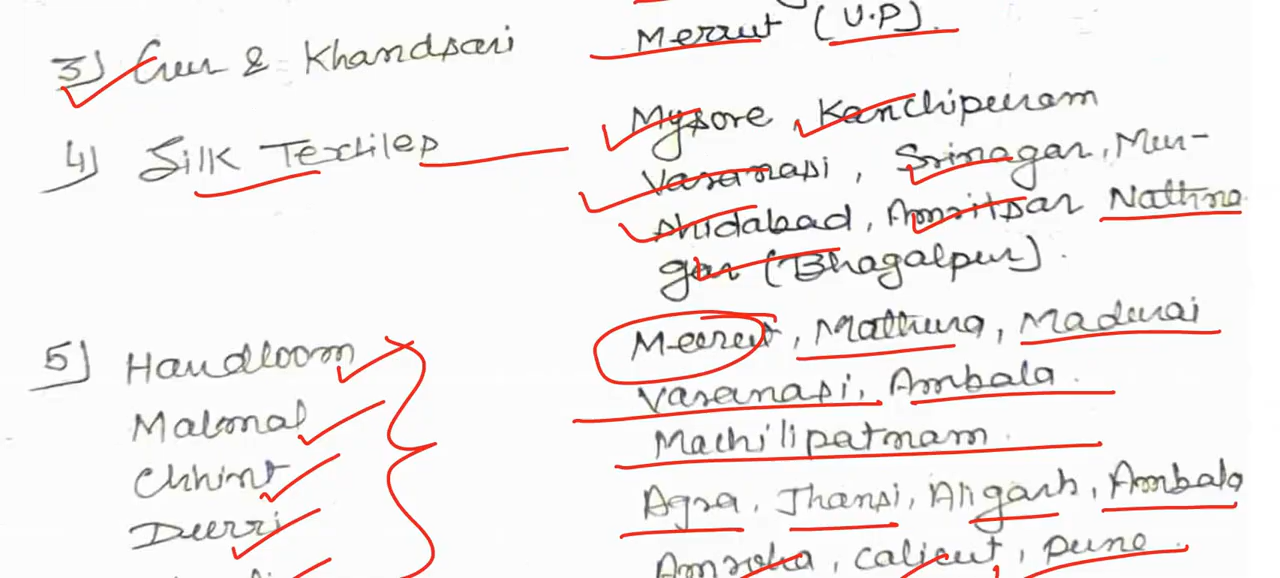 Merrut (U.P)
3) Gur & Khandsari
4) Silk Textiles
Mysore Kanchipuram
Varanasi, Srinagar, Mur-
shidabad, Amritsar Nathna
gar (Bhagalpur).
5) Handloom
Meerut, Mathura, Madurai
Varanasi, Ambala.
Malmal
Machilipatnam.
Chhint
Agra, Jhansi, Aligarh, Ambala
Durri
Amroha, Calicut, Pune